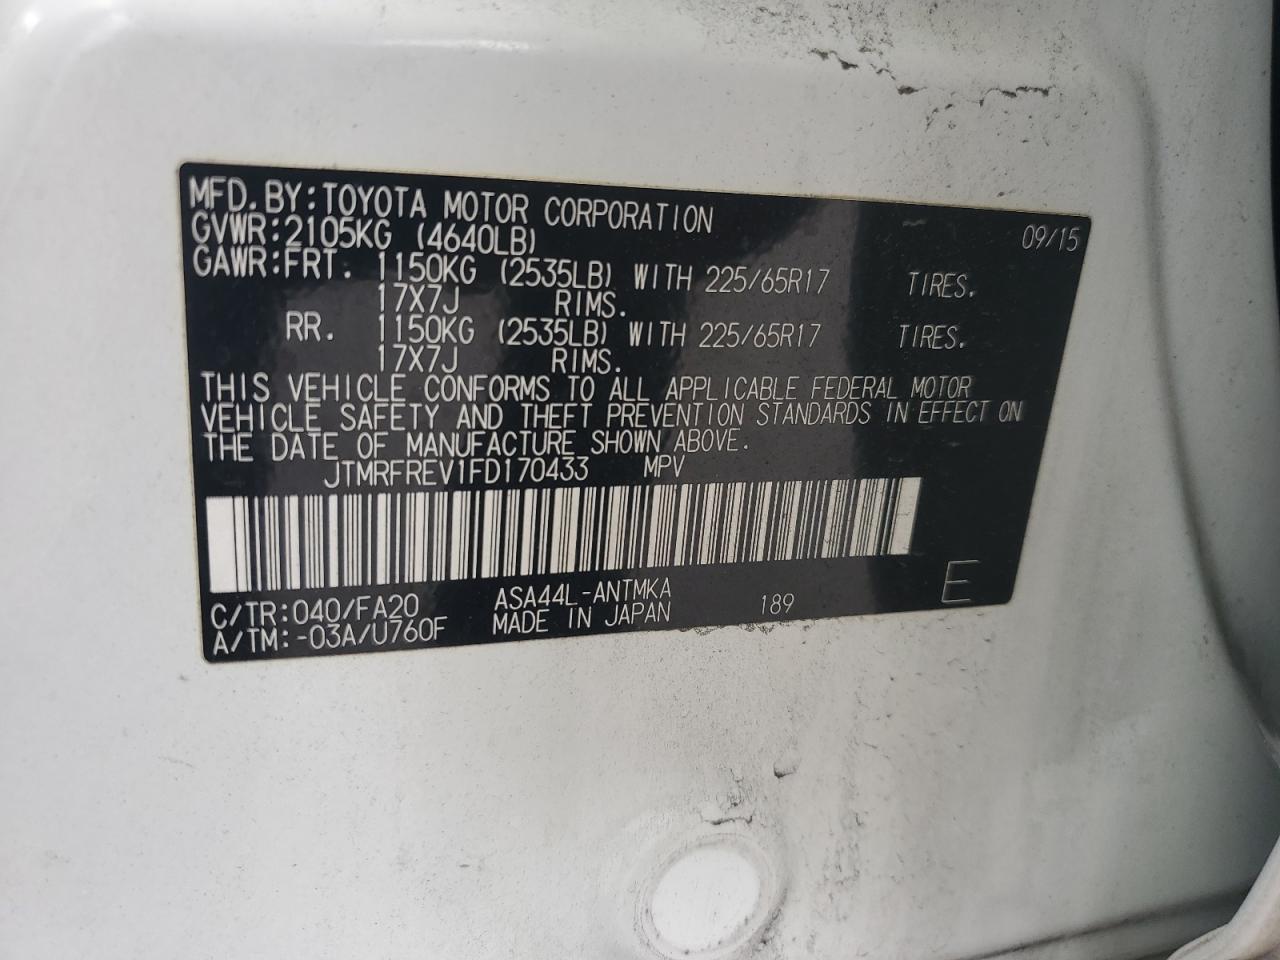 MFD.BY:TOYOTA MOTOR CORPORATION 09/15
GVWR:2105KG (4640LB)
GAWR:FRT. 1150KG (2535LB) WITH 225/65R17 TIRES.
17X7J RIMS.
RR. 1150KG (2535LB) WITH 225/65R17 TIRES.
17X7J RIMS.
THIS VEHICLE CONFORMS TO ALL APPLICABLE FEDERAL MOTOR
VEHICLE SAFETY AND THEFT PREVENTION STANDARDS IN EFFECT ON
THE DATE OF MANUFACTURE SHOWN ABOVE.
JTMRFREV1FD170433 MPV
C/TR:040/FA20 ASA44L-ANTMKA
A/TM:-03A/U760F MADE IN JAPAN 189 E